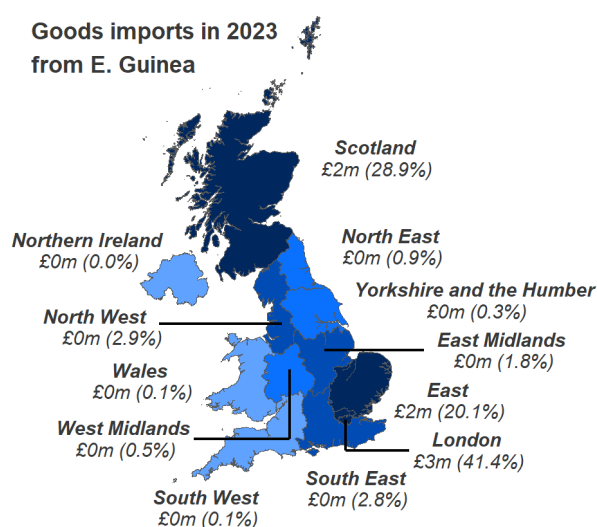 Goods imports in 2023
from E. Guinea
Scotland
£2m (28.9%)
Northern Ireland
£0m (0.0%)
North East
£0m (0.9%)
Yorkshire and the Humber
£0m (0.3%)
North West
£0m (2.9%)
East Midlands
£0m (1.8%)
Wales
£0m (0.1%)
East
£2m (20.1%)
West Midlands
£0m (0.5%)
London
£3m (41.4%)
South East
£0m (2.8%)
South West
£0m (0.1%)